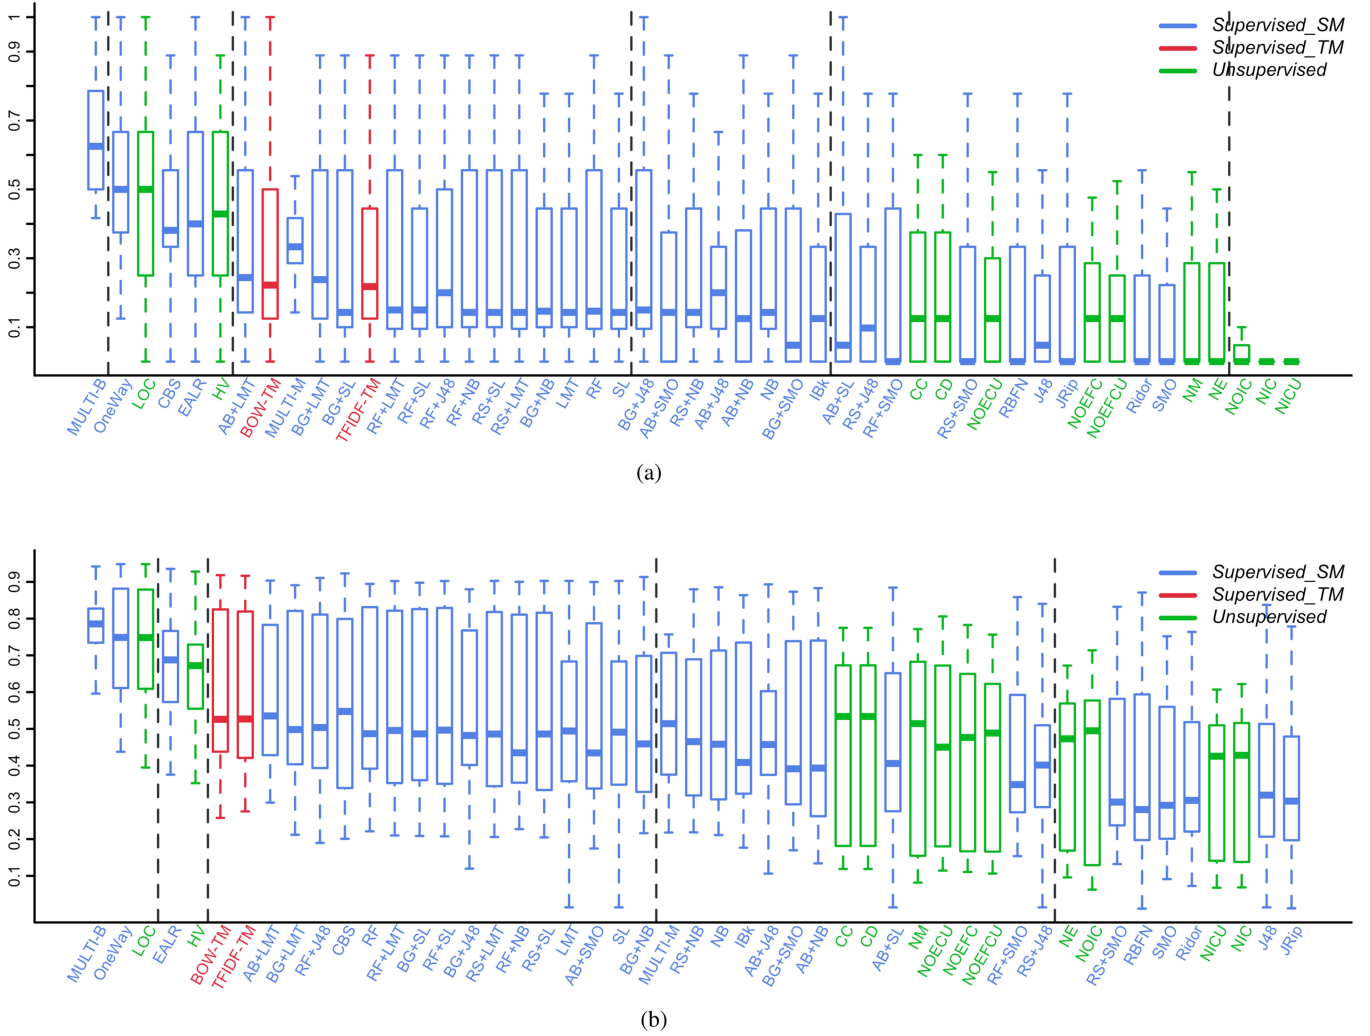 1
0.9
0.7
0.5
0.3
0.1
Supervised_SM
Supervised_TM
Unsupervised
MULTI-B
OneWay
LOC
CBS
EALR
HV
AB+LMT
BOW-TM
MULTI-M
BG+LMT
BG+SL
TFIDF-TM
RF+LMT
RF+SL
RF+J48
RF+NB
RS+SL
RS+LMT
BG+NB
LMT
RF
SL
BG+J48
AB+SMO
RS+NB
AB+J48
AB+NB
NB
BG+SMO
IBk
AB+SL
RS+J48
RF+SMO
CC
CD
RS+SMO
NOECU
RBFN
J48
JRip
NOEFC
NOEFCU
Ridor
SMO
NM
NE
NOIC
NIC
NICU
(a)
0.9
0.8
0.7
0.6
0.5
0.4
0.3
0.2
0.1
Supervised_SM
Supervised_TM
Unsupervised
MULTI-B
OneWay
LOC
EALR
HV
BOW-TM
TFIDF-TM
AB+LMT
BG+LMT
RF+J48
CBS
RF
RF+LMT
BG+SL
RF+SL
BG+J48
RS+LMT
RF+NB
RS+SL
LMT
AB+SMO
SL
BG+NB
MULTI-M
RS+NB
NB
IBk
AB+J48
BG+SMO
AB+NB
CC
CD
AB+SL
NM
NOECU
NOEFC
NOEFCU
RF+SMO
RS+J48
NE
NOIC
RS+SMO
RBFN
SMO
Ridor
NICU
NIC
J48
JRip
(b)